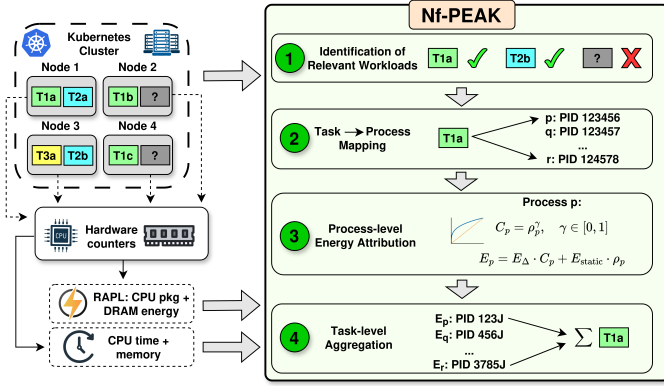 Nf-PEAK
Kubernetes
Cluster
Node 1
Node 2
T1a
T2a
T1b
?
Node 3
Node 4
T3a
T2b
T1c
?
CPU
Hardware
counters
RAPL: CPU pkg +
DRAM energy
CPU time +
memory
1
Identification of
Relevant Workloads
T1a
T2b
?
2
Task → Process
Mapping
T1a
p: PID 123456
q: PID 123457
...
r: PID 124578
3
Process-level
Energy Attribution
Process p:
C_p = ρ_p^γ, γ ∈ [0, 1]
E_p = E_Δ · C_p + E_static · ρ_p
4
Task-level
Aggregation
E_p: PID 123J
E_q: PID 456J
...
E_r: PID 3785J
∑ T1a